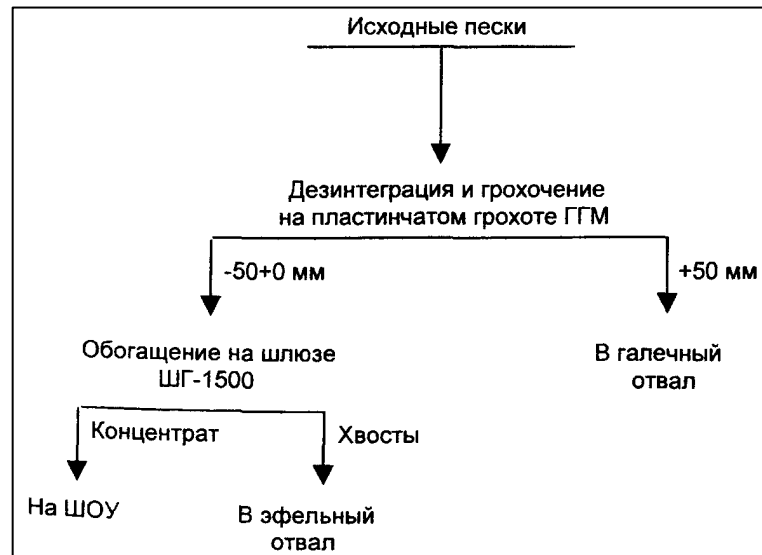 Исходные пески
Дезинтеграция и грохочение
на пластинчатом грохоте ГГМ
-50+0 мм
+50 мм
Обогащение на шлюзе
ШГ-1500
В галечный
отвал
Концентрат
Хвосты
На ШОУ
В эфельный
отвал